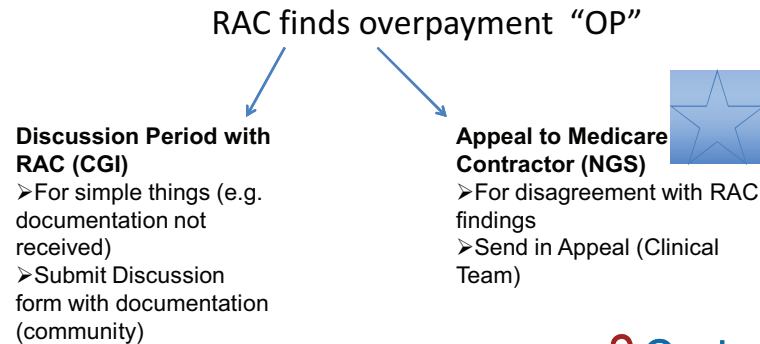 RAC finds overpayment “OP”
Discussion Period with
RAC (CGI)
➢For simple things (e.g.
documentation not
received)
➢Submit Discussion
form with documentation
(community)
Appeal to Medicare
Contractor (NGS)
➢For disagreement with RAC
findings
➢Send in Appeal (Clinical
Team)